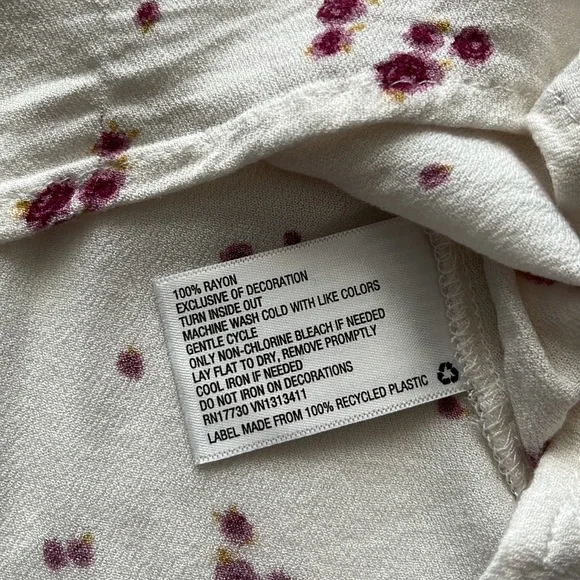 100% RAYON
EXCLUSIVE OF DECORATION
TURN INSIDE OUT
MACHINE WASH COLD WITH LIKE COLORS
GENTLE CYCLE
ONLY NON-CHLORINE BLEACH IF NEEDED
LAY FLAT TO DRY, REMOVE PROMPTLY
COOL IRON IF NEEDED
DO NOT IRON ON DECORATIONS
RN17730 VN1313411
LABEL MADE FROM 100% RECYCLED PLASTIC